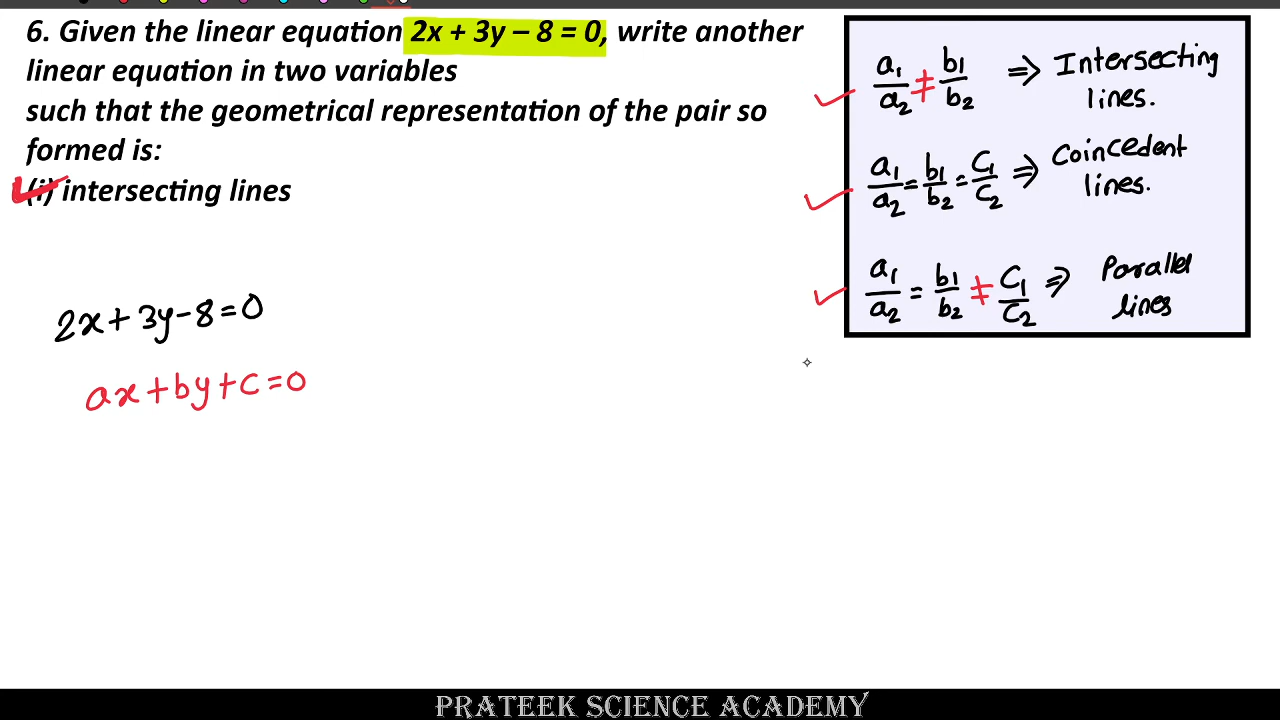 6. Given the linear equation 2x + 3y – 8 = 0, write another
linear equation in two variables
such that the geometrical representation of the pair so
formed is:
(i) intersecting lines
2x + 3y - 8 = 0
ax + by + c = 0
a₁/a₂ ≠ b₁/b₂ ⇒ Intersecting
lines.
a₁/a₂ = b₁/b₂ = C₁/C₂ ⇒ Coincedent
lines.
a₁/a₂ = b₁/b₂ ≠ C₁/C₂ ⇒ Parallel
lines
PRATEEK SCIENCE ACADEMY